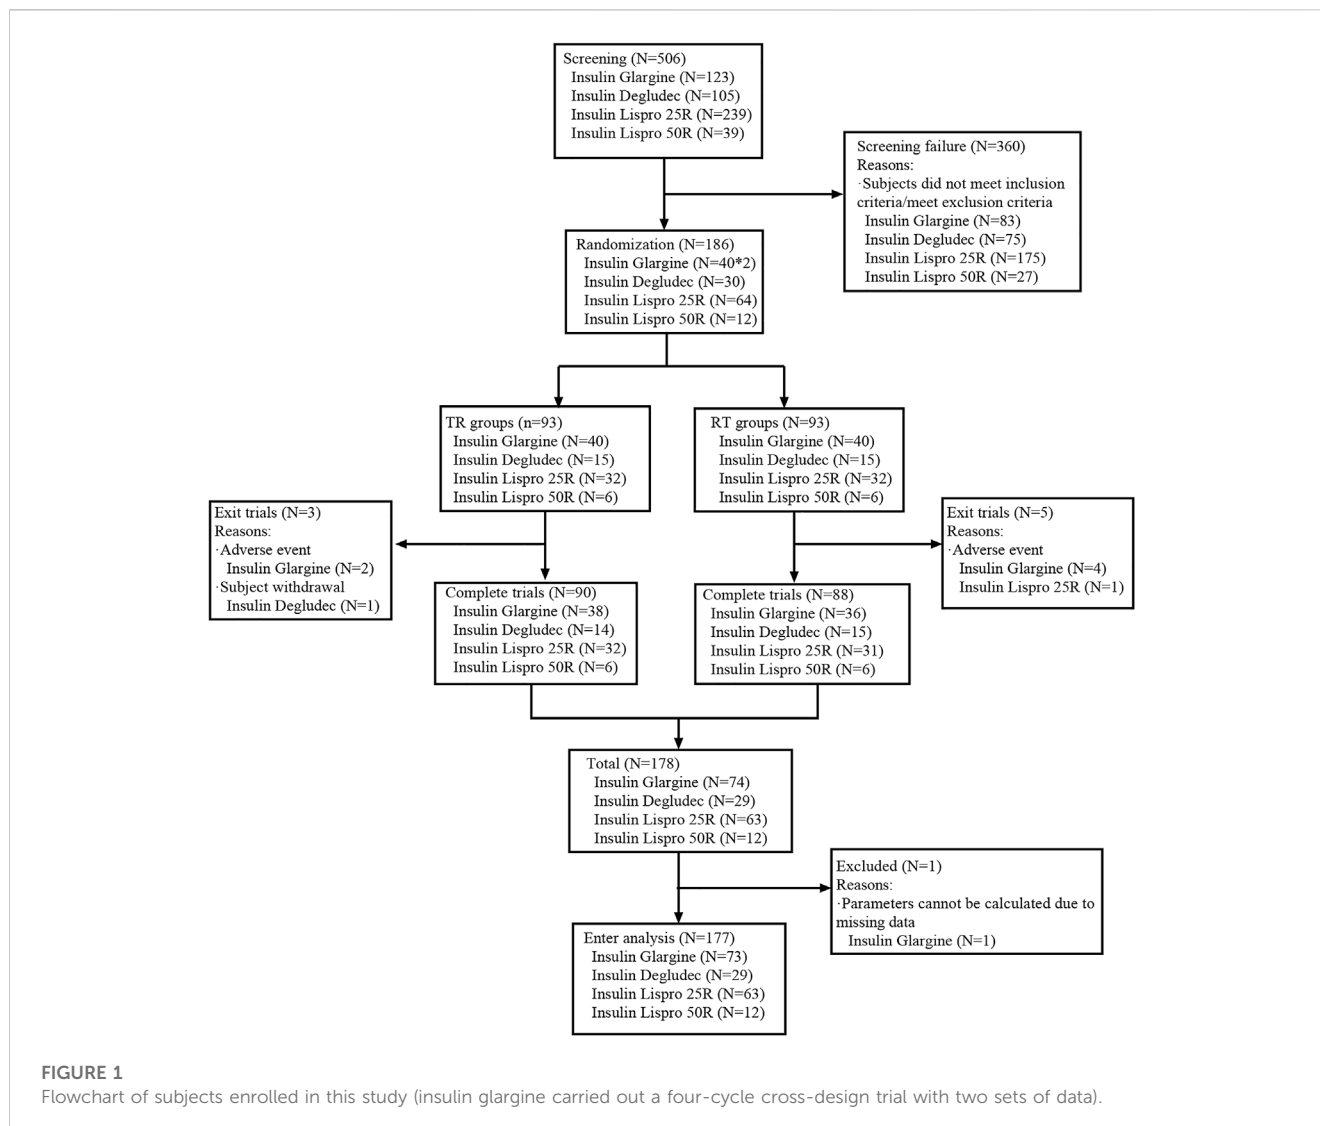 Screening (N=506)
Insulin Glargine (N=123)
Insulin Degludec (N=105)
Insulin Lispro 25R (N=239)
Insulin Lispro 50R (N=39)
Screening failure (N=360)
Reasons:
·Subjects did not meet inclusion
criteria/meet exclusion criteria
Insulin Glargine (N=83)
Insulin Degludec (N=75)
Insulin Lispro 25R (N=175)
Insulin Lispro 50R (N=27)
Randomization (N=186)
Insulin Glargine (N=40*2)
Insulin Degludec (N=30)
Insulin Lispro 25R (N=64)
Insulin Lispro 50R (N=12)
TR groups (n=93)
Insulin Glargine (N=40)
Insulin Degludec (N=15)
Insulin Lispro 25R (N=32)
Insulin Lispro 50R (N=6)
RT groups (N=93)
Insulin Glargine (N=40)
Insulin Degludec (N=15)
Insulin Lispro 25R (N=32)
Insulin Lispro 50R (N=6)
Exit trials (N=3)
Reasons:
·Adverse event
Insulin Glargine (N=2)
·Subject withdrawal
Insulin Degludec (N=1)
Exit trials (N=5)
Reasons:
·Adverse event
Insulin Glargine (N=4)
Insulin Lispro 25R (N=1)
Complete trials (N=90)
Insulin Glargine (N=38)
Insulin Degludec (N=14)
Insulin Lispro 25R (N=32)
Insulin Lispro 50R (N=6)
Complete trials (N=88)
Insulin Glargine (N=36)
Insulin Degludec (N=15)
Insulin Lispro 25R (N=31)
Insulin Lispro 50R (N=6)
Total (N=178)
Insulin Glargine (N=74)
Insulin Degludec (N=29)
Insulin Lispro 25R (N=63)
Insulin Lispro 50R (N=12)
Excluded (N=1)
Reasons:
·Parameters cannot be calculated due to
missing data
Insulin Glargine (N=1)
Enter analysis (N=177)
Insulin Glargine (N=73)
Insulin Degludec (N=29)
Insulin Lispro 25R (N=63)
Insulin Lispro 50R (N=12)
FIGURE 1
Flowchart of subjects enrolled in this study (insulin glargine carried out a four-cycle cross-design trial with two sets of data).